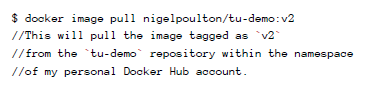 $ docker image pull nigelpoulton/tu-demo:v2
//This will pull the image tagged as `v2`
//from the `tu-demo` repository within the namespace
//of my personal Docker Hub account.